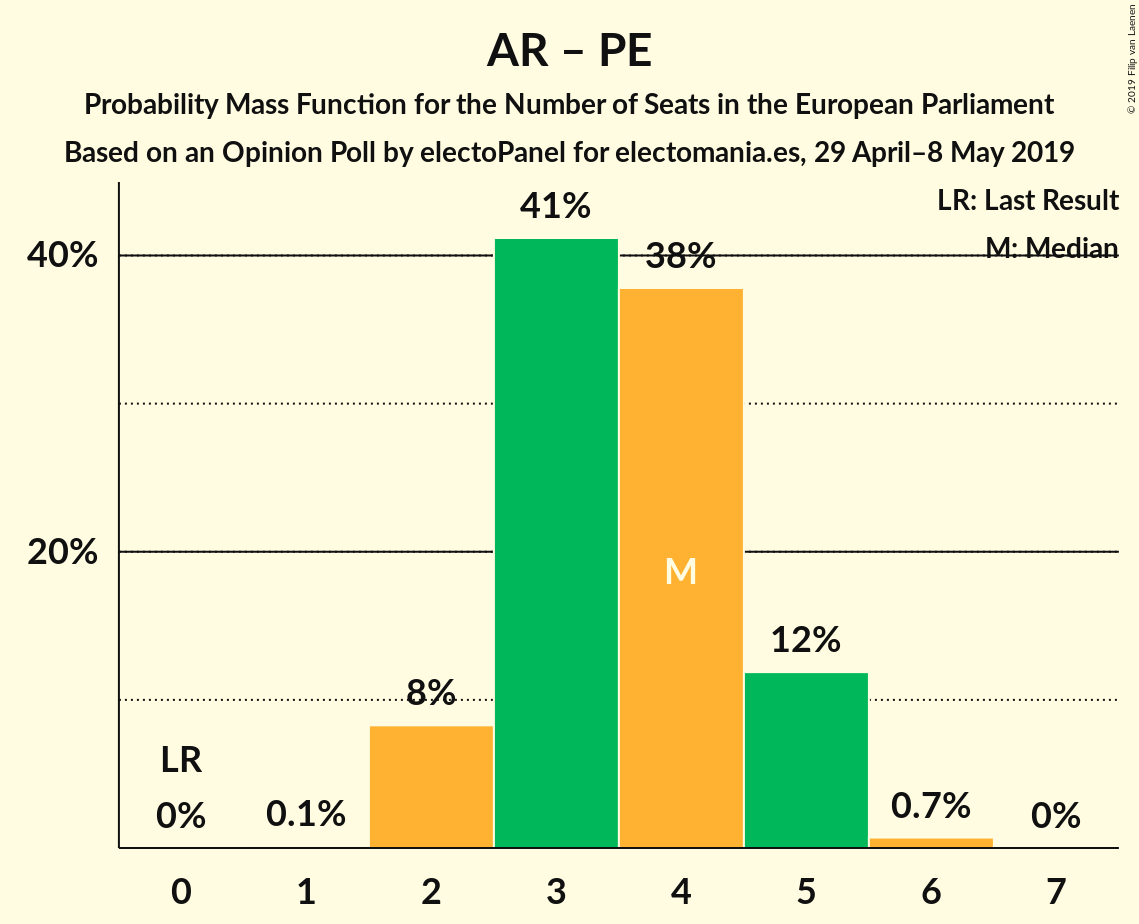 AR – PE
Probability Mass Function for the Number of Seats in the European Parliament
Based on an Opinion Poll by electoPanel for electomania.es, 29 April–8 May 2019
© 2019 Filip van Laenen
LR: Last Result
M: Median
40%
20%
41%
38%
M
12%
8%
LR
0%
0.1%
0.7%
0%
0 1 2 3 4 5 6 7